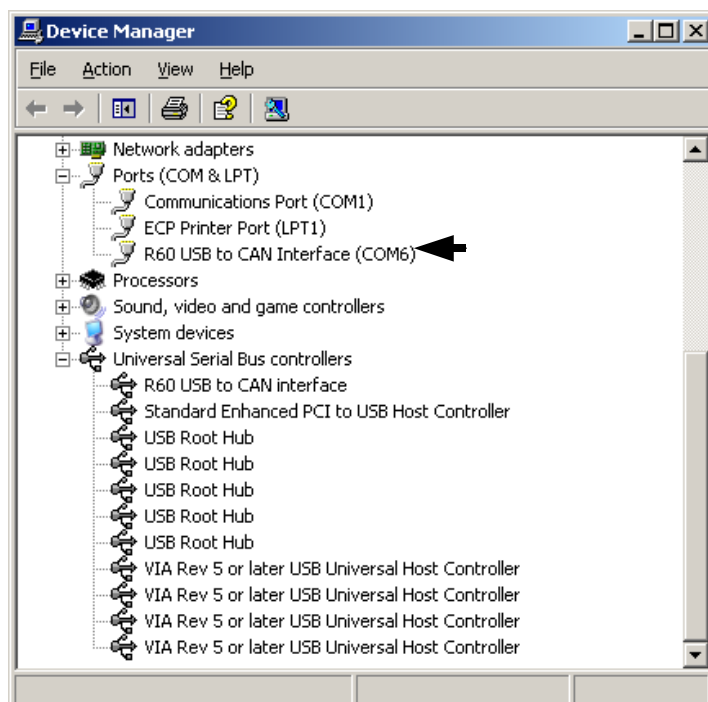 Device Manager
File Action View Help
Network adapters
Ports (COM & LPT)
Communications Port (COM1)
ECP Printer Port (LPT1)
R60 USB to CAN Interface (COM6)
Processors
Sound, video and game controllers
System devices
Universal Serial Bus controllers
R60 USB to CAN interface
Standard Enhanced PCI to USB Host Controller
USB Root Hub
USB Root Hub
USB Root Hub
USB Root Hub
USB Root Hub
VIA Rev 5 or later USB Universal Host Controller
VIA Rev 5 or later USB Universal Host Controller
VIA Rev 5 or later USB Universal Host Controller
VIA Rev 5 or later USB Universal Host Controller